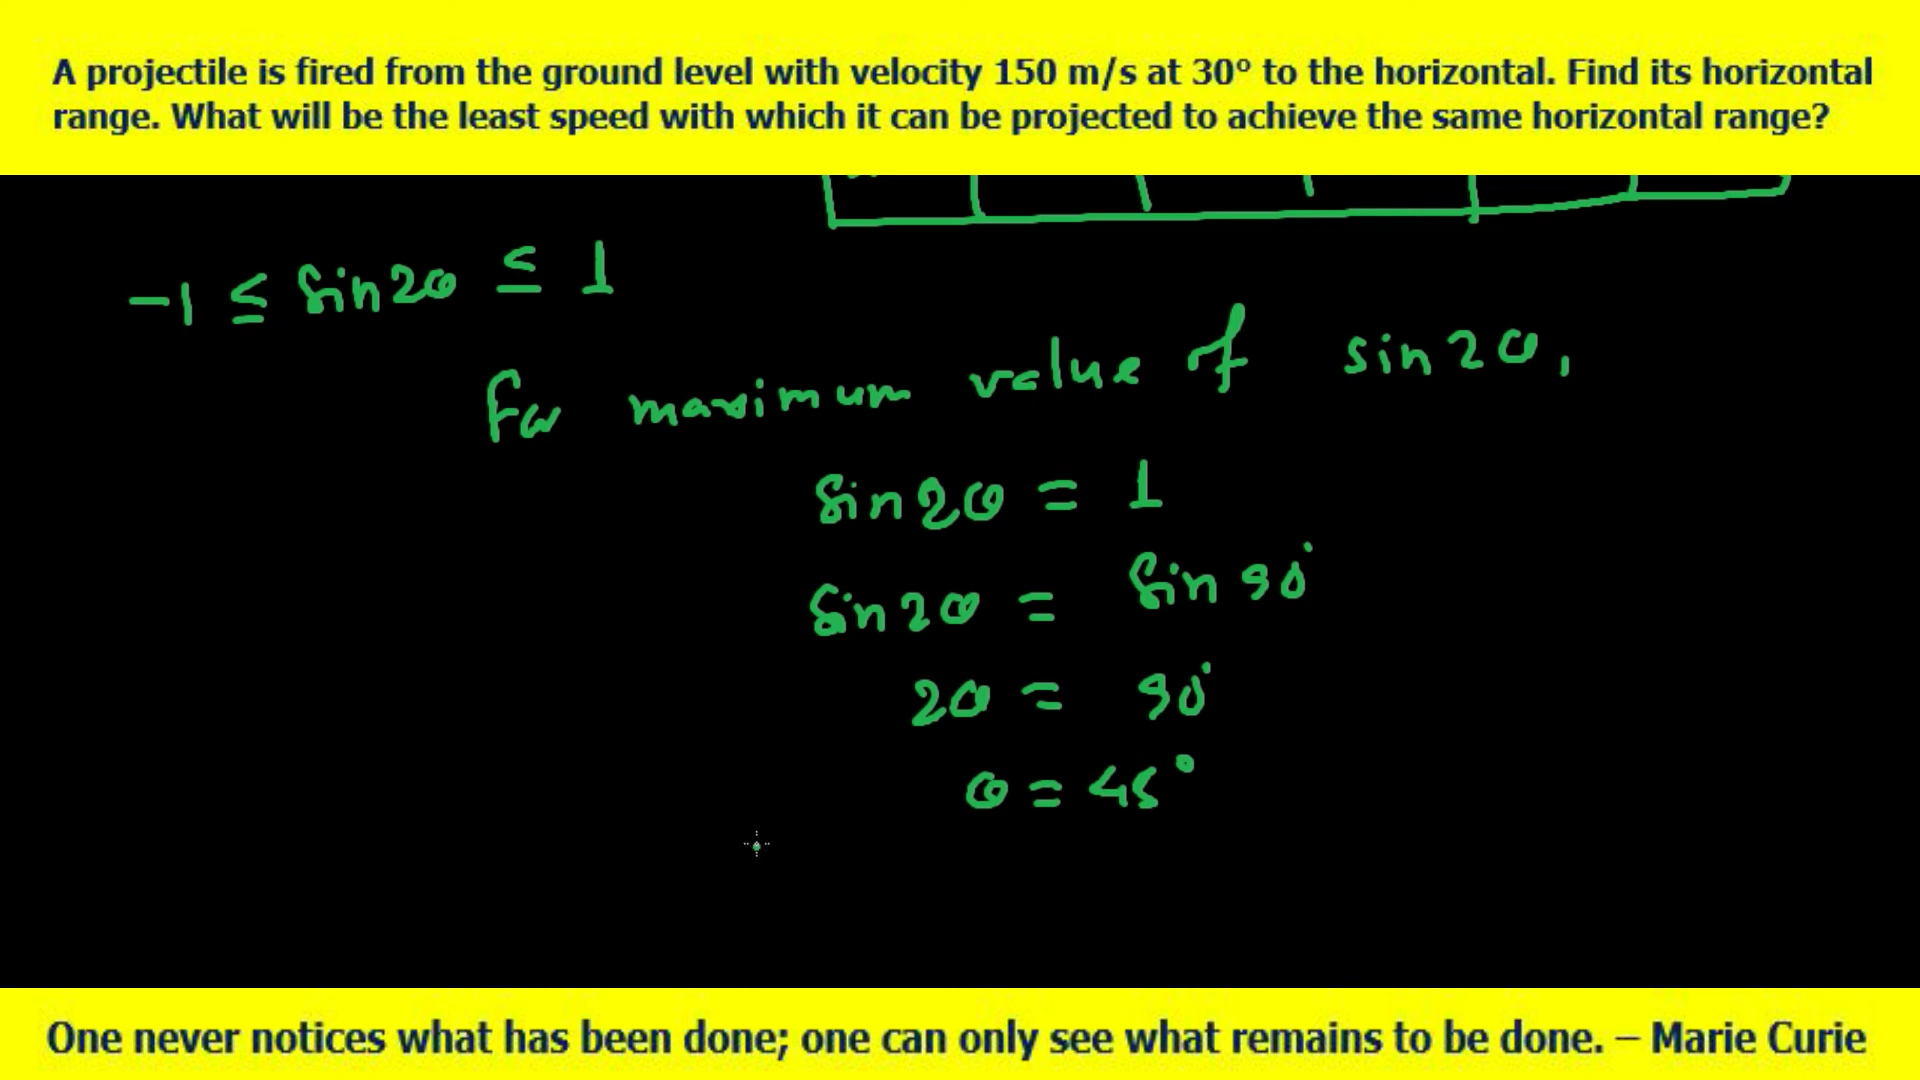 A projectile is fired from the ground level with velocity 150 m/s at 30° to the horizontal. Find its horizontal
range. What will be the least speed with which it can be projected to achieve the same horizontal range?
-1 ≤ sin2θ ≤ 1
For maximum value of sin2θ,
sin2θ = 1
sin2θ = sin90°
2θ = 90°
θ = 45°
One never notices what has been done; one can only see what remains to be done. – Marie Curie